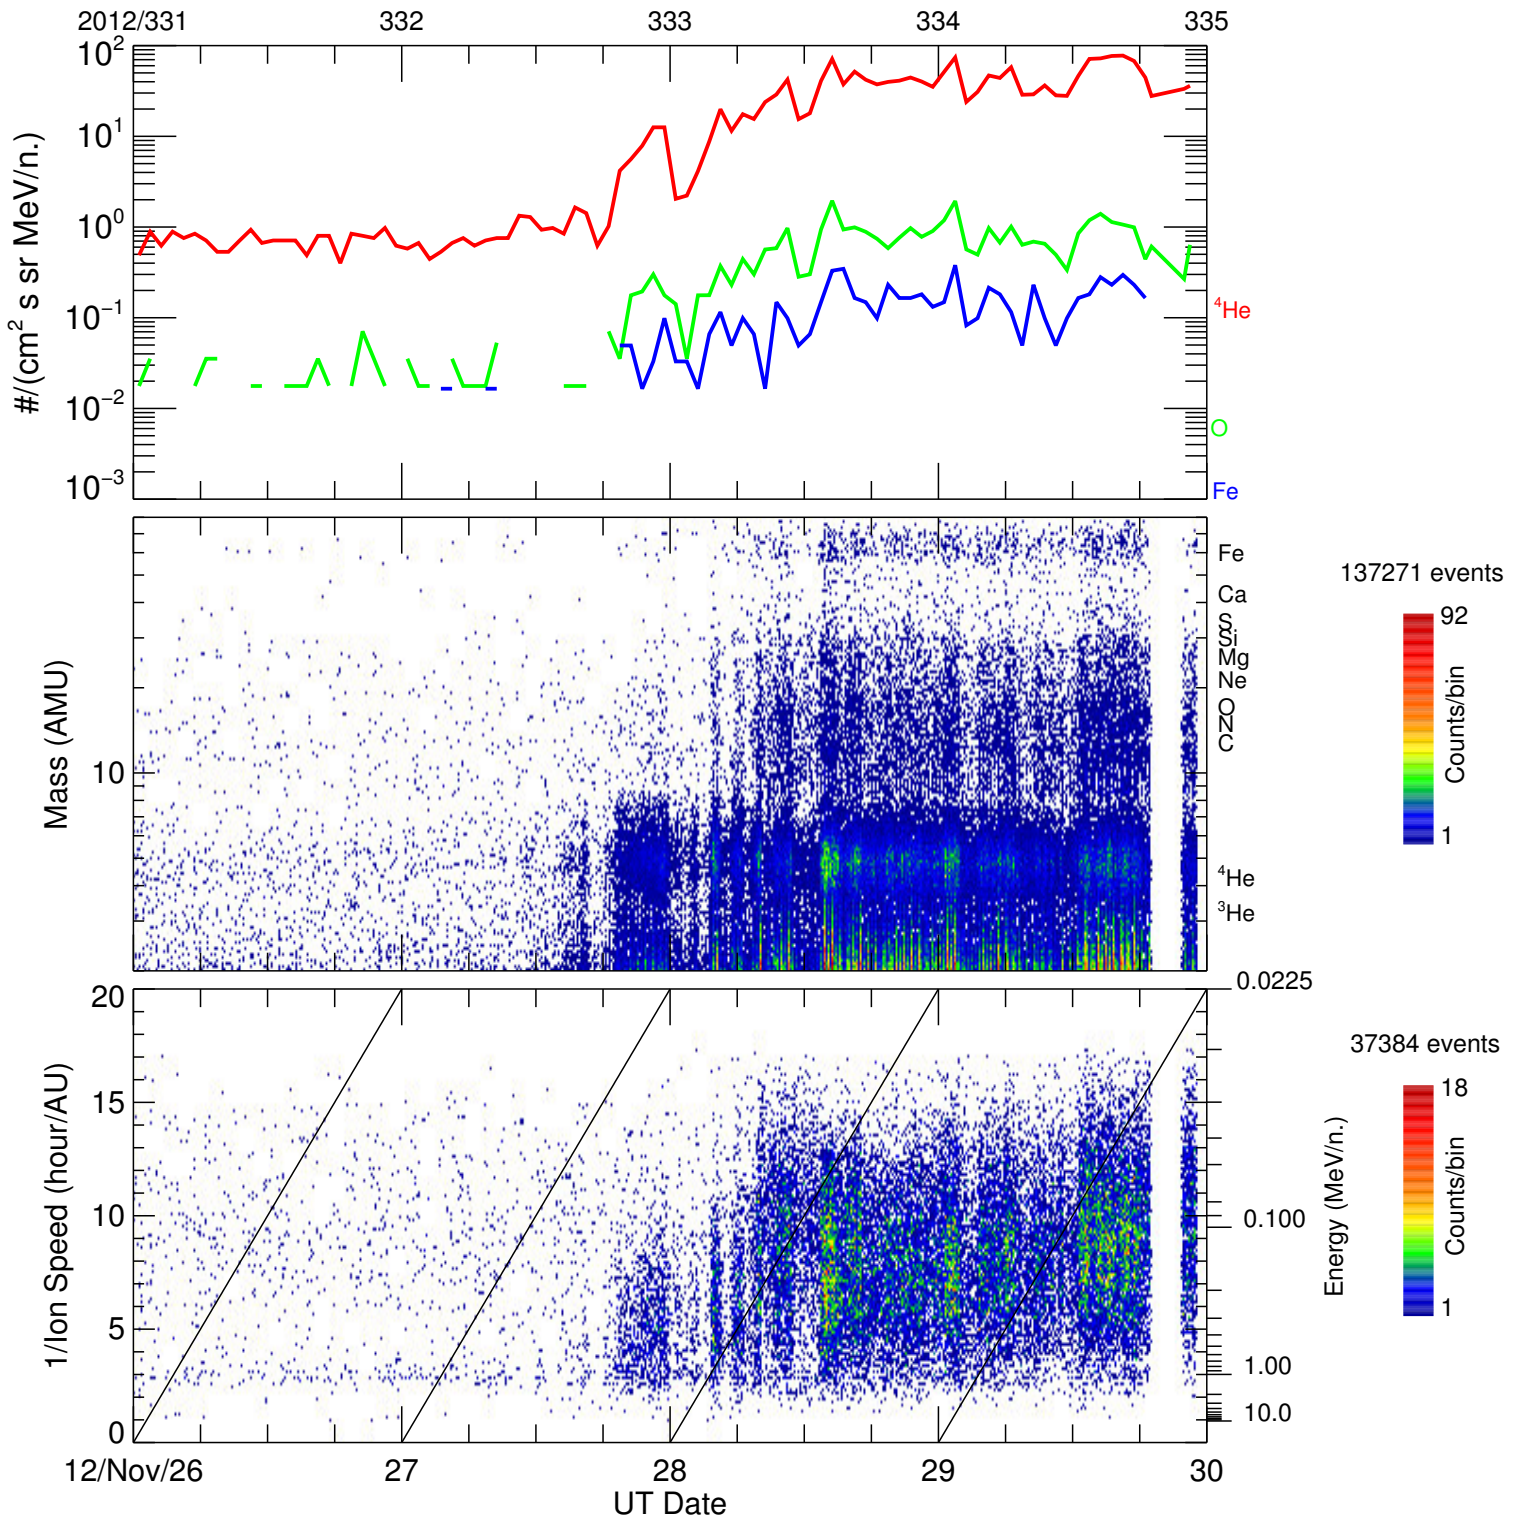 2012/331 332 333 334 335
10²
10¹
10⁰
10⁻¹
10⁻²
10⁻³
#/(cm² s sr MeV/n.)
⁴He
O
Fe
Mass (AMU)
10
Fe
Ca
S
Si
Mg
Ne
O
N
C
⁴He
³He
137271 events
92
Counts/bin
1
20
15
10
5
0
1/Ion Speed (hour/AU)
0.0225
0.100
1.00
10.0
Energy (MeV/n.)
37384 events
18
Counts/bin
1
12/Nov/26 27 28 29 30
UT Date